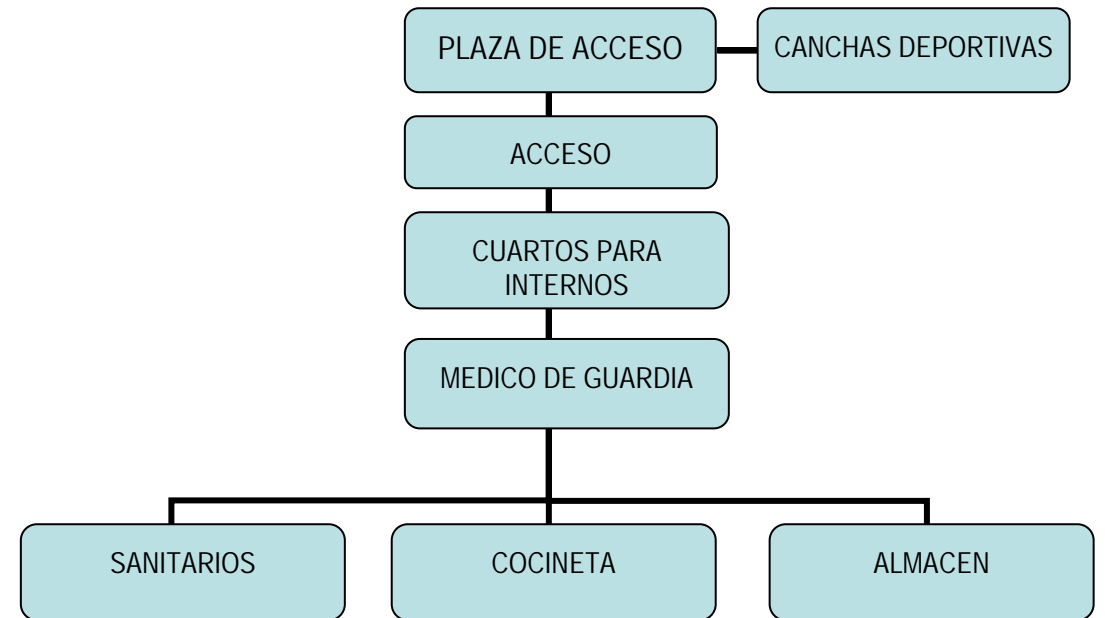 PLAZA DE ACCESO
CANCHAS DEPORTIVAS
ACCESO
CUARTOS PARA
INTERNOS
MEDICO DE GUARDIA
SANITARIOS
COCINETA
ALMACEN